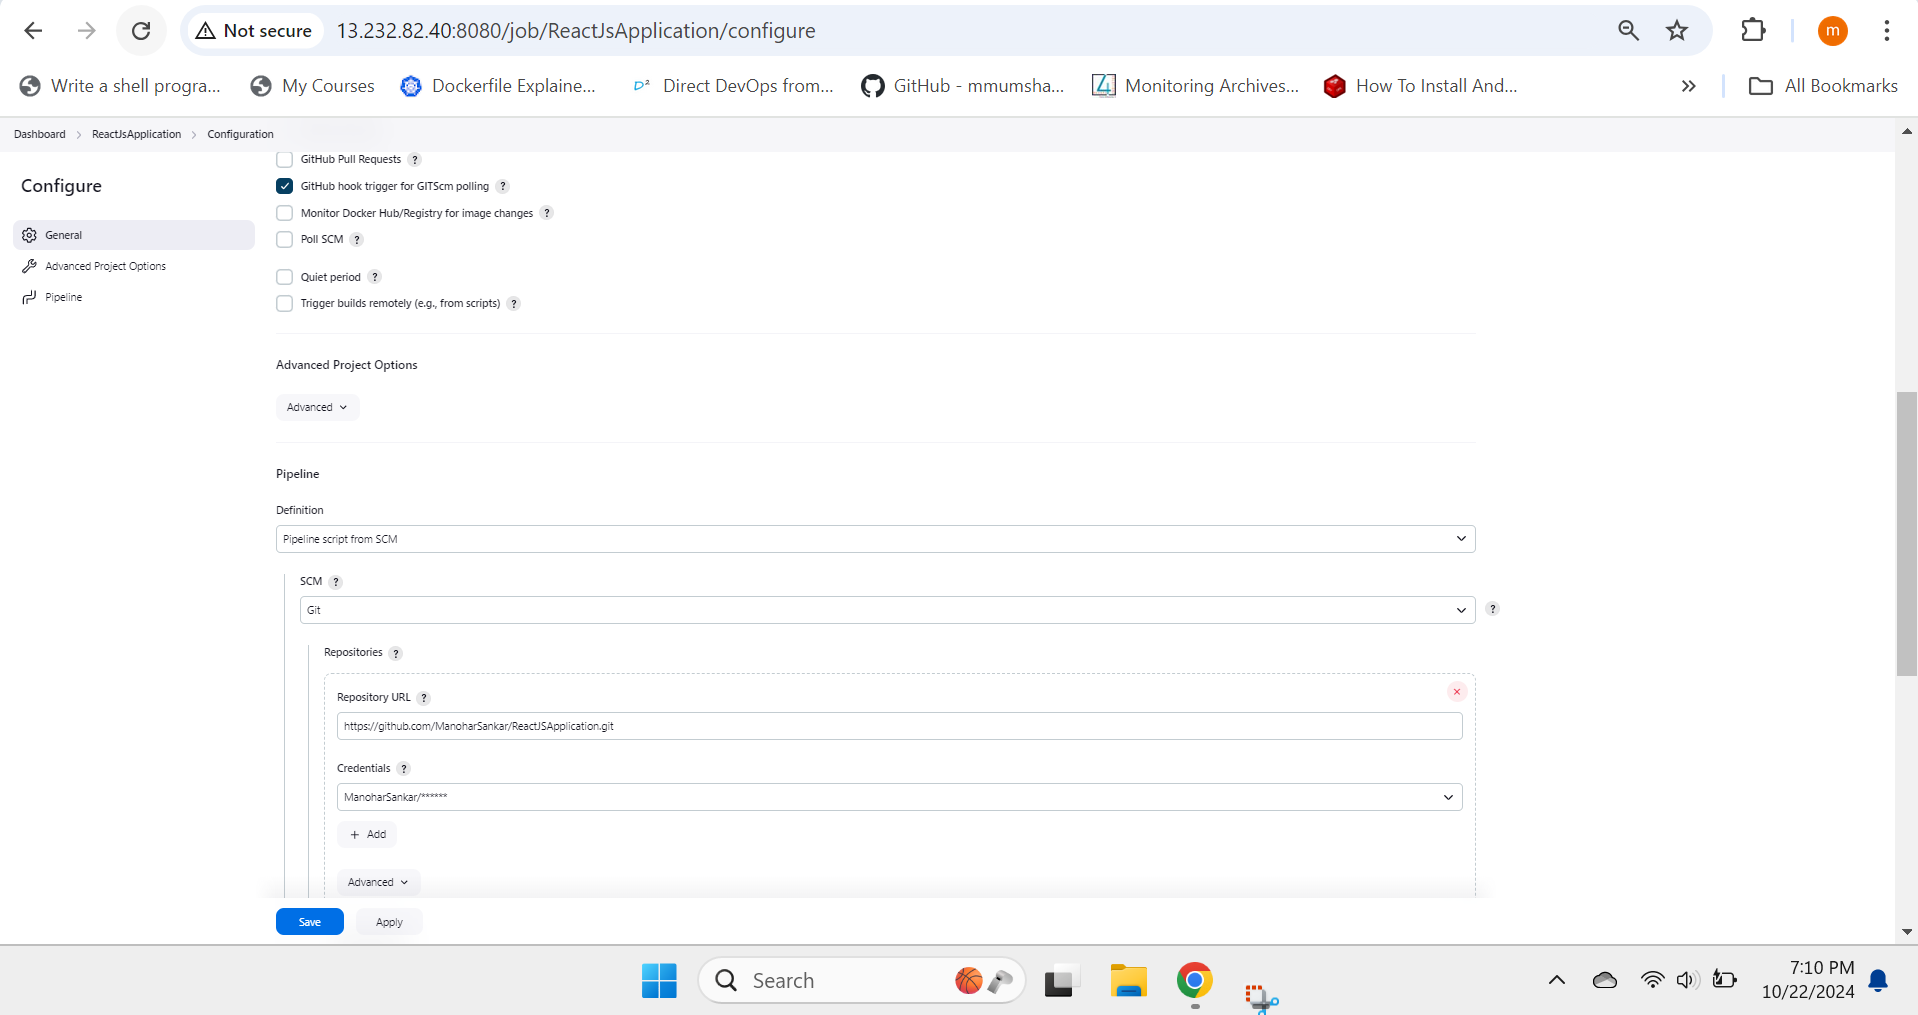 Not secure 13.232.82.40:8080/job/ReactJsApplication/configure m
Write a shell progra... My Courses Dockerfile Explaine... D² Direct DevOps from... GitHub - mmumsha... Monitoring Archives... How To Install And... » All Bookmarks
Dashboard > ReactJsApplication > Configuration
Configure
General
Advanced Project Options
Pipeline
GitHub Pull Requests ?
GitHub hook trigger for GITScm polling ?
Monitor Docker Hub/Registry for image changes ?
Poll SCM ?
Quiet period ?
Trigger builds remotely (e.g., from scripts) ?
Advanced Project Options
Advanced
Pipeline
Definition
Pipeline script from SCM
SCM ?
Git ?
Repositories ?
Repository URL ?
https://github.com/ManoharSankar/ReactJSApplication.git
Credentials ?
ManoharSankar/******
+ Add
Advanced
Save Apply
Search
7:10 PM
10/22/2024